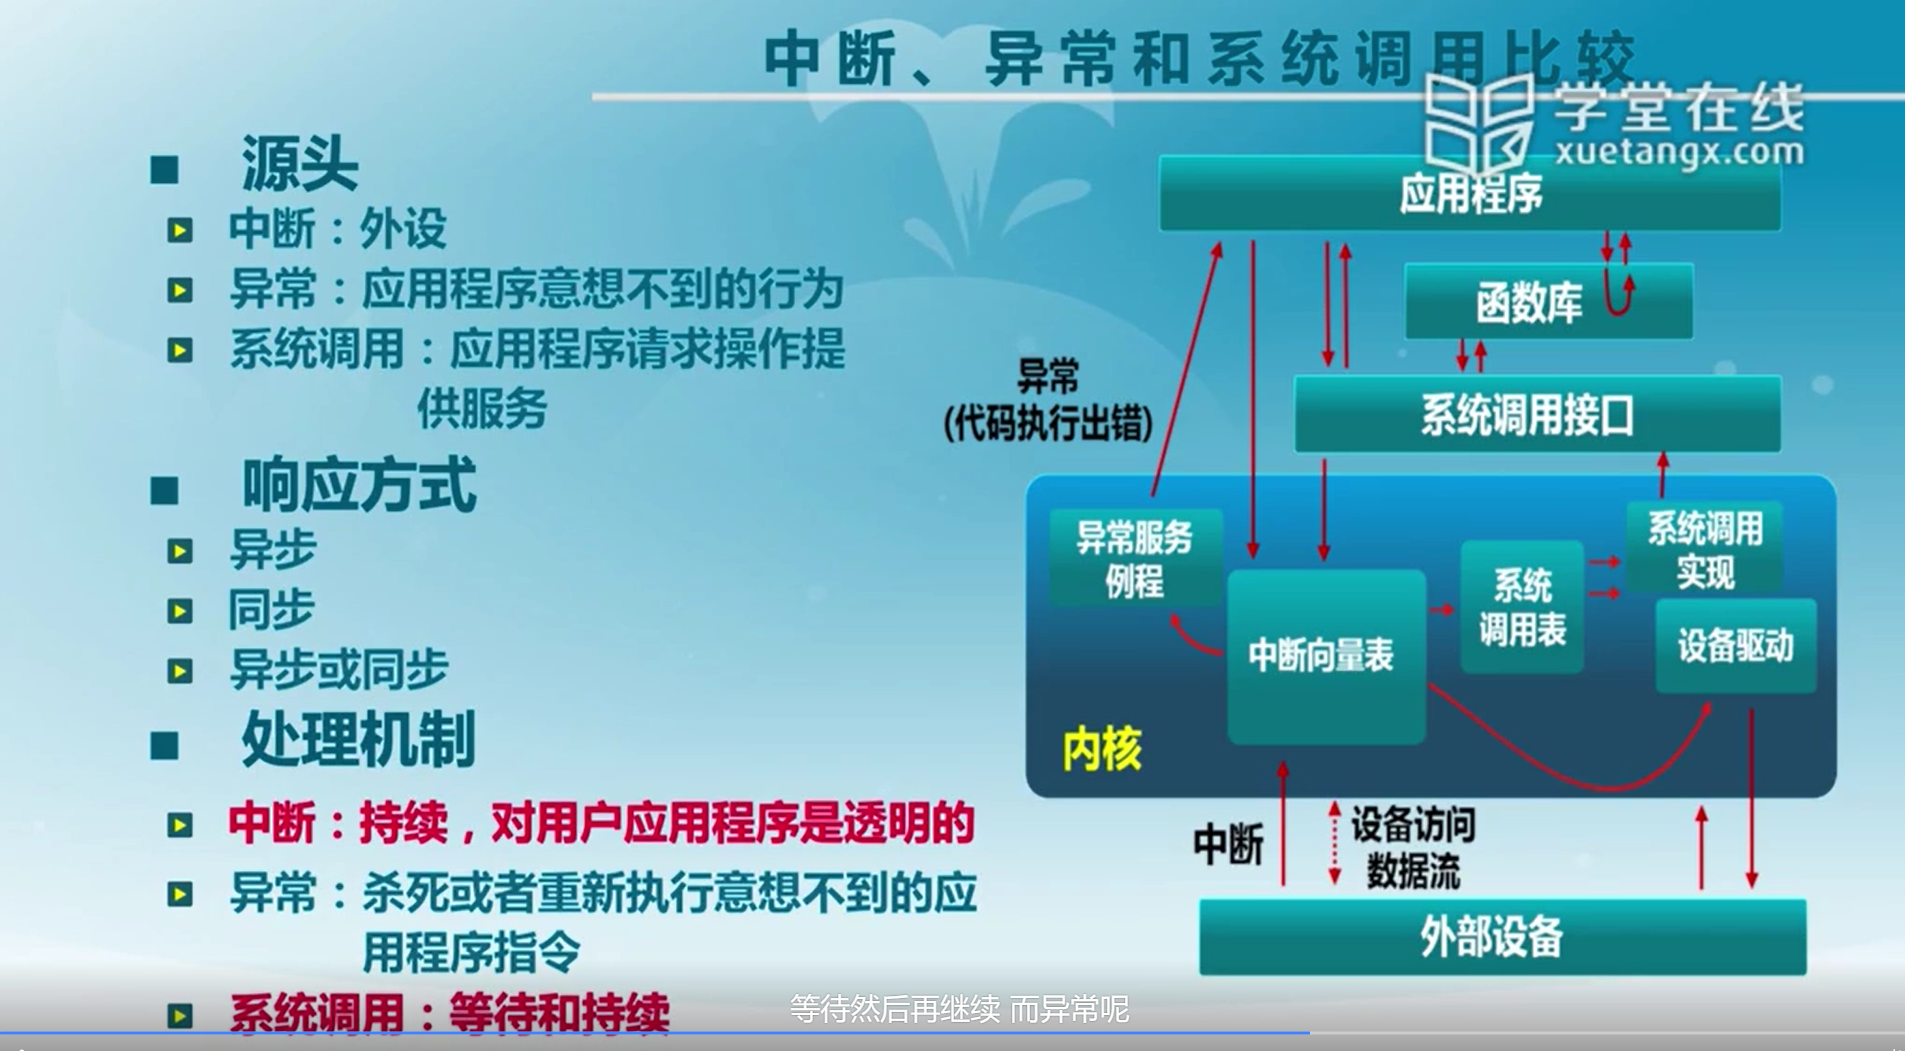 中断、异常和系统调用比较
学堂在线
xuetangx.com
源头
中断：外设
异常：应用程序意想不到的行为
系统调用：应用程序请求操作提
供服务
响应方式
异步
同步
异步或同步
处理机制
中断：持续，对用户应用程序是透明的
异常：杀死或者重新执行意想不到的应
用程序指令
系统调用：等待和持续
应用程序
函数库
异常
(代码执行出错)
系统调用接口
异常服务
例程
中断向量表
系统
调用表
系统调用
实现
设备驱动
内核
中断
设备访问
数据流
外部设备
等待然后再继续 而异常呢